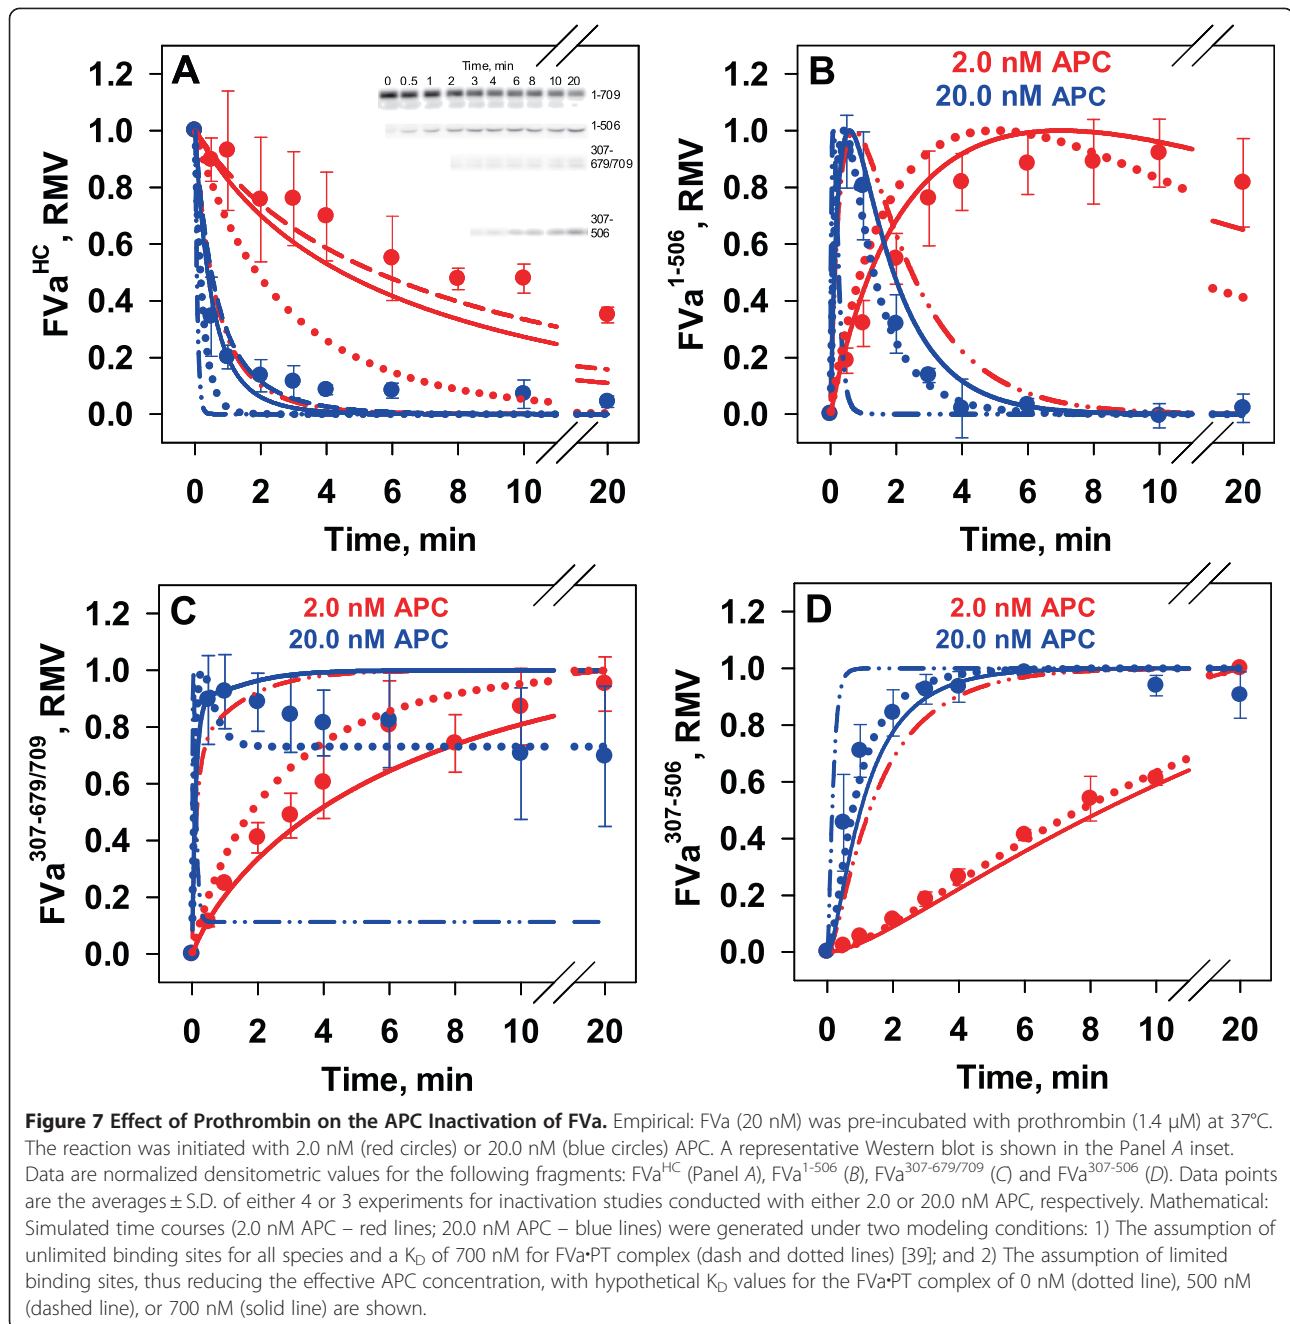 A
Time, min
0 0.5 1 2 3 4 6 8 10 20
1-709
1-506
307-
679/709
307-
506
1.2
1.0
0.8
0.6
0.4
0.2
0.0
FVa^HC, RMV
0 2 4 6 8 10 20
Time, min
B
2.0 nM APC
20.0 nM APC
1.2
1.0
0.8
0.6
0.4
0.2
0.0
FVa^1-506, RMV
0 2 4 6 8 10 20
Time, min
C
2.0 nM APC
20.0 nM APC
1.2
1.0
0.8
0.6
0.4
0.2
0.0
FVa^307-679/709, RMV
0 2 4 6 8 10 20
Time, min
D
2.0 nM APC
20.0 nM APC
1.2
1.0
0.8
0.6
0.4
0.2
0.0
FVa^307-506, RMV
0 2 4 6 8 10 20
Time, min
Figure 7 Effect of Prothrombin on the APC Inactivation of FVa. Empirical: FVa (20 nM) was pre-incubated with prothrombin (1.4 μM) at 37°C.
The reaction was initiated with 2.0 nM (red circles) or 20.0 nM (blue circles) APC. A representative Western blot is shown in the Panel A inset.
Data are normalized densitometric values for the following fragments: FVa^HC (Panel A), FVa^1-506 (B), FVa^307-679/709 (C) and FVa^307-506 (D). Data points
are the averages ± S.D. of either 4 or 3 experiments for inactivation studies conducted with either 2.0 or 20.0 nM APC, respectively. Mathematical:
Simulated time courses (2.0 nM APC – red lines; 20.0 nM APC – blue lines) were generated under two modeling conditions: 1) The assumption of
unlimited binding sites for all species and a K_D of 700 nM for FVa•PT complex (dash and dotted lines) [39]; and 2) The assumption of limited
binding sites, thus reducing the effective APC concentration, with hypothetical K_D values for the FVa•PT complex of 0 nM (dotted line), 500 nM
(dashed line), or 700 nM (solid line) are shown.